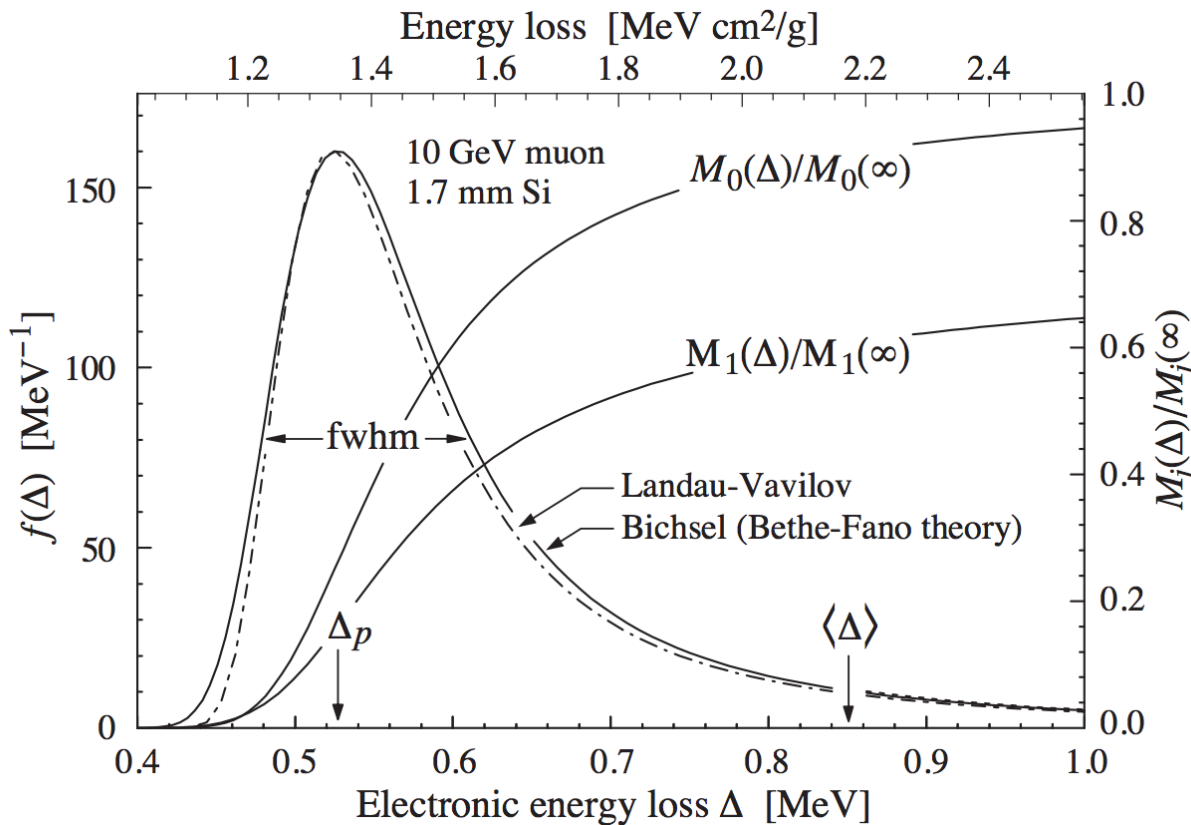 Energy loss [MeV cm²/g]
1.2 1.4 1.6 1.8 2.0 2.2 2.4
10 GeV muon
1.7 mm Si
M₀(Δ)/M₀(∞)
M₁(Δ)/M₁(∞)
fwhm
Landau-Vavilov
Bichsel (Bethe-Fano theory)
Δp
⟨Δ⟩
f(Δ) [MeV⁻¹]
150
100
50
0
Mᵢ(Δ)/Mᵢ(∞)
1.0
0.8
0.6
0.4
0.2
0.0
0.4 0.5 0.6 0.7 0.8 0.9 1.0
Electronic energy loss Δ [MeV]